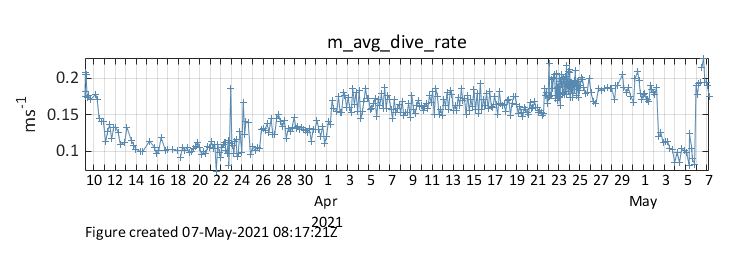 m_avg_dive_rate
0.2
0.15
0.1
ms⁻¹
10 12 14 16 18 20 22 24 26 28 30 1 3 5 7 9 11 13 15 17 19 21 23 25 27 29 1 3 5 7
Apr May
2021
Figure created 07-May-2021 08:17:21Z